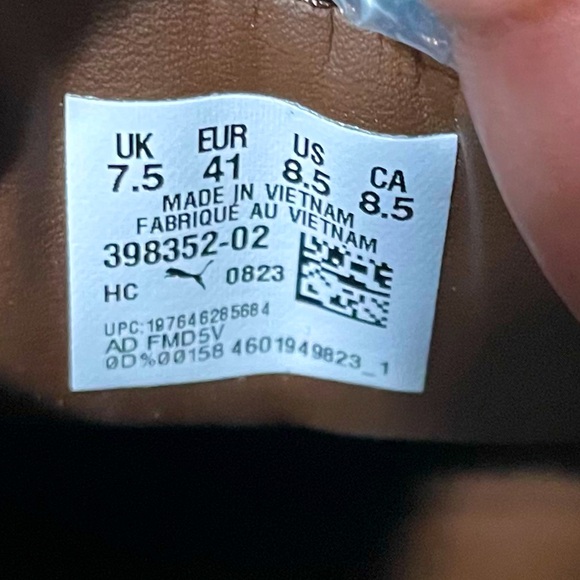 UK EUR US CA
7.5 41 8.5 8.5
MADE IN VIETNAM
FABRIQUÉ AU VIETNAM
398352-02
HC 0823
UPC:197646285684
AD FMD5V
0D%00158 4601949823_1